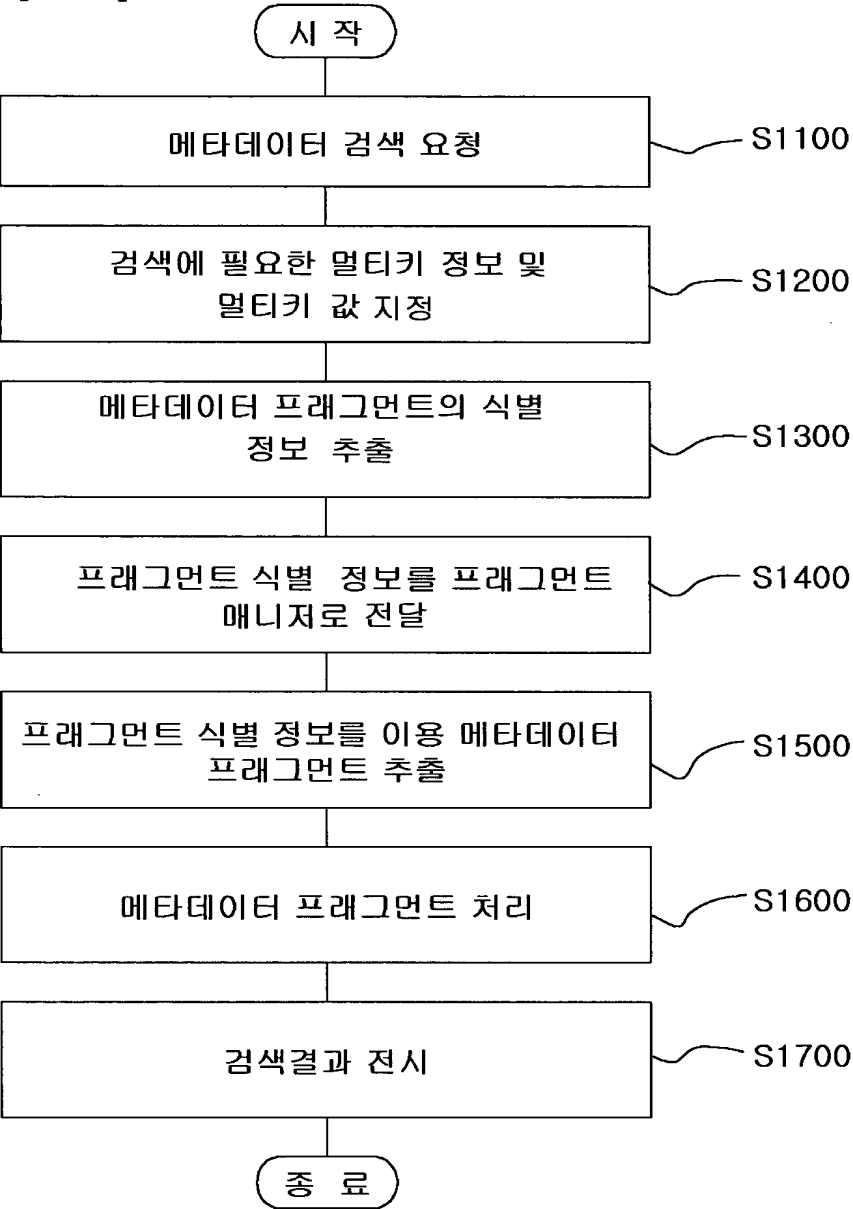 시 작
메타데이터 검색 요청
S1100
검색에 필요한 멀티키 정보 및
멀티키 값 지정
S1200
메타데이터 프래그먼트의 식별
정보 추출
S1300
프래그먼트 식별 정보를 프래그먼트
매니저로 전달
S1400
프래그먼트 식별 정보를 이용 메타데이터
프래그먼트 추출
S1500
메타데이터 프래그먼트 처리
S1600
검색결과 전시
S1700
종 료